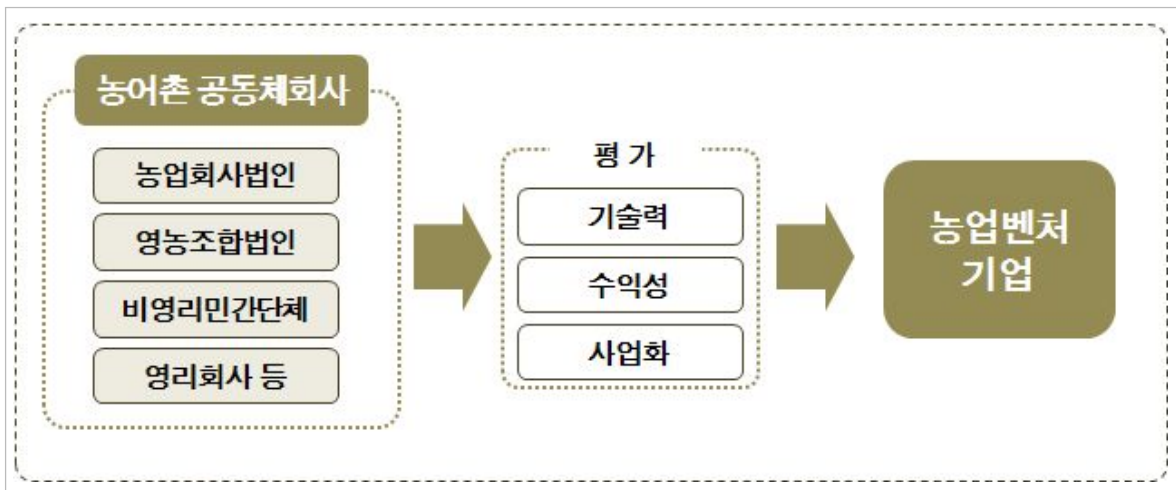 농어촌 공동체회사
농업회사법인
영농조합법인
비영리민간단체
영리회사 등
평 가
기술력
수익성
사업화
농업벤처
기업